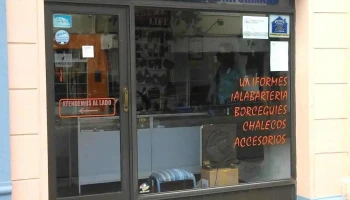 ATENDEMOS AL LADO
UNIFORMES
TALABARTERIA
BORCEGUIES
CHALECOS
ACCESORIOS